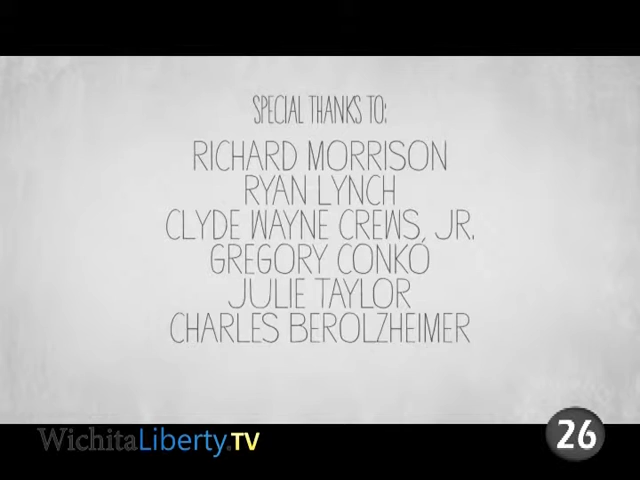 SPECIAL THANKS TO:
RICHARD MORRISON
RYAN LYNCH
CLYDE WAYNE CREWS, JR.
GREGORY CONKO
JULIE TAYLOR
CHARLES BEROLZHEIMER
WichitaLiberty.TV
26